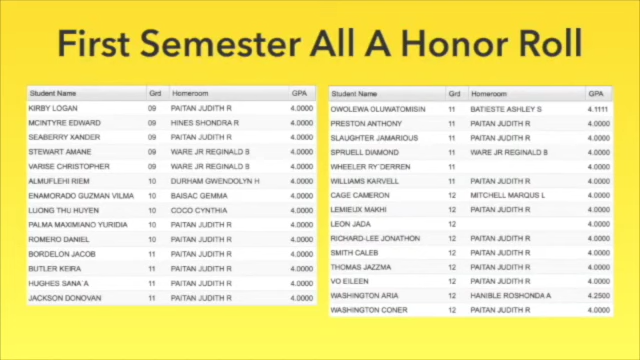 First Semester All A Honor Roll
Student Name Grd Homeroom GPA
KIRBY LOGAN 09 PAITAN JUDITH R 4.0000
MCINTYRE EDWARD 09 HINES SHONDRA R 4.0000
SEABERRY XANDER 09 PAITAN JUDITH R 4.0000
STEWART AMANE 09 WARE JR REGINALD B 4.0000
VARISE CHRISTOPHER 09 WARE JR REGINALD B 4.0000
ALMUFLEHI RIEM 10 DURHAM GWENDOLYN H 4.0000
ENAMORADO GUZMAN VILMA 10 BAISAC GEMMA 4.0000
LUONG THU HUYEN 10 COCO CYNTHIA 4.0000
PALMA MAXIMIANO YURIDIA 10 PAITAN JUDITH R 4.0000
ROMERO DANIEL 10 PAITAN JUDITH R 4.0000
BORDELON JACOB 11 PAITAN JUDITH R 4.0000
BUTLER KEIRA 11 PAITAN JUDITH R 4.0000
HUGHES SANA A 11 PAITAN JUDITH R 4.0000
JACKSON DONOVAN 11 PAITAN JUDITH R 4.0000
Student Name Grd Homeroom GPA
OWOLEWA OLUWATOMISIN 11 BATIESTE ASHLEY S 4.1111
PRESTON ANTHONY 11 PAITAN JUDITH R 4.0000
SLAUGHTER JAMARIOUS 11 PAITAN JUDITH R 4.0000
SPRUELL DIAMOND 11 WARE JR REGINALD B 4.0000
WHEELER RY'DERREN 11 4.0000
WILLIAMS KARVELL 11 PAITAN JUDITH R 4.0000
CAGE CAMERON 12 MITCHELL MARQUS L 4.0000
LEMIEUX MAKHI 12 PAITAN JUDITH R 4.0000
LEON JADA 12 4.0000
RICHARD-LEE JONATHON 12 PAITAN JUDITH R 4.0000
SMITH CALEB 12 PAITAN JUDITH R 4.0000
THOMAS JAZZMA 12 PAITAN JUDITH R 4.0000
VO EILEEN 12 PAITAN JUDITH R 4.0000
WASHINGTON ARIA 12 HANIBLE ROSHONDA A 4.2500
WASHINGTON CONER 12 PAITAN JUDITH R 4.0000